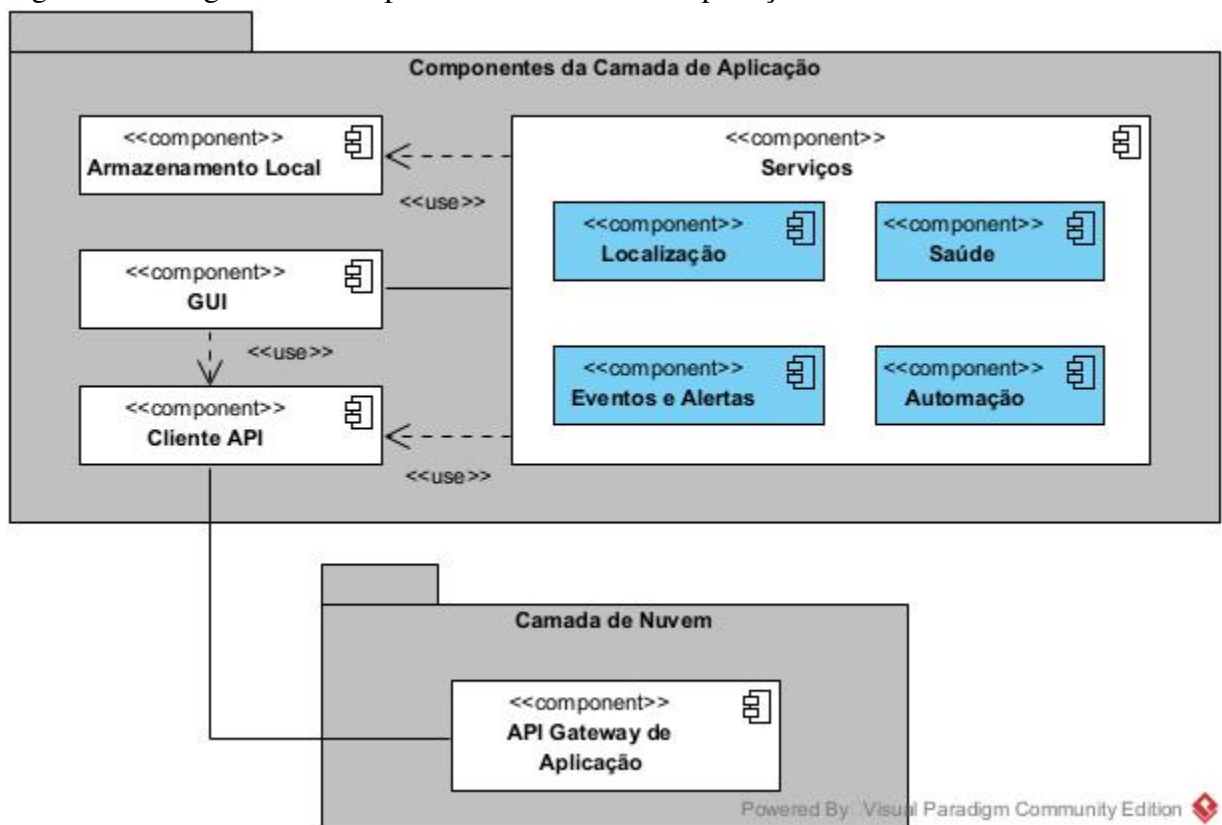 Componentes da Camada de Aplicação
<<component>>
Armazenamento Local
<<use>>
<<component>>
GUI
<<use>>
<<component>>
Cliente API
<<use>>
<<component>>
Serviços
<<component>>
Localização
<<component>>
Saúde
<<component>>
Eventos e Alertas
<<component>>
Automação
Camada de Nuvem
<<component>>
API Gateway de
Aplicação
Powered By Visual Paradigm Community Edition